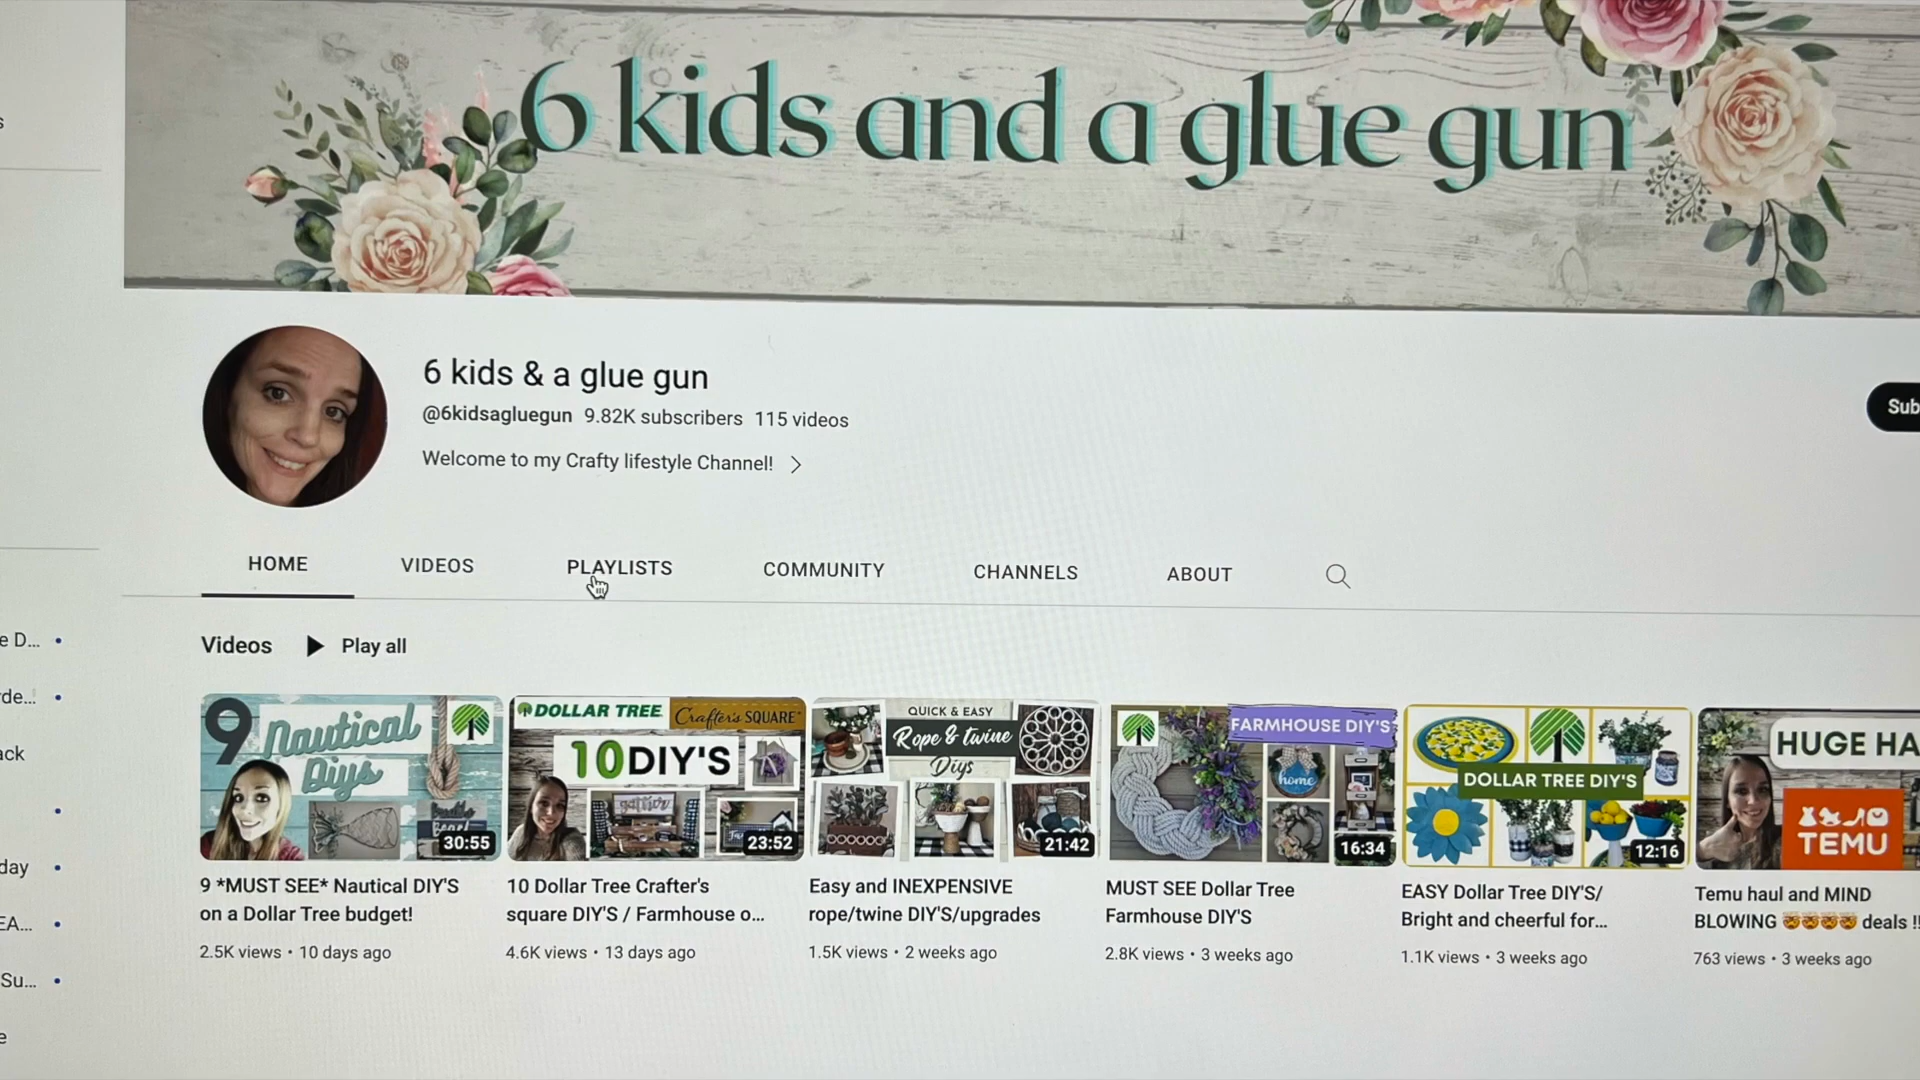 6 kids and a glue gun
6 kids & a glue gun
@6kidsagluegun 9.82K subscribers 115 videos
Welcome to my Crafty lifestyle Channel!
Sub
HOME VIDEOS PLAYLISTS COMMUNITY CHANNELS ABOUT
Videos Play all
9 Nautical
Diys
30:55
DOLLAR TREE Crafter's SQUARE
10 DIY'S
gather
23:52
QUICK & EASY
Rope & twine
Diys
21:42
FARMHOUSE DIY'S
home
16:34
DOLLAR TREE DIY'S
12:16
HUGE HA
TEMU
9 *MUST SEE* Nautical DIY'S
on a Dollar Tree budget!
2.5K views • 10 days ago
10 Dollar Tree Crafter's
square DIY'S / Farmhouse o...
4.6K views • 13 days ago
Easy and INEXPENSIVE
rope/twine DIY'S/upgrades
1.5K views • 2 weeks ago
MUST SEE Dollar Tree
Farmhouse DIY'S
2.8K views • 3 weeks ago
EASY Dollar Tree DIY'S/
Bright and cheerful for...
1.1K views • 3 weeks ago
Temu haul and MIND
BLOWING 🤯🤯🤯🤯 deals !!
763 views • 3 weeks ago
s
e D... •
de... •
ack
day •
EA... •
Su... •
e